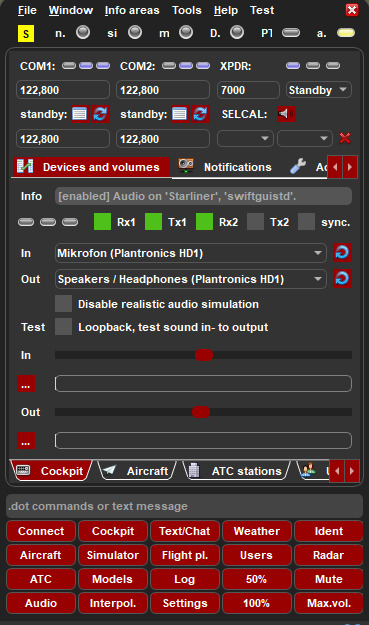 File Window Info areas Tools Help Test
S n. si m D. PT a.
COM1: COM2: XPDR:
122,800 122,800 7000 Standby
standby: standby: SELCAL:
122,800 122,800
Devices and volumes Notifications
Info [enabled] Audio on 'Starliner', 'swiftguistd'.
Rx1 Tx1 Rx2 Tx2 sync.
In Mikrofon (Plantronics HD1)
Out Speakers / Headphones (Plantronics HD1)
Disable realistic audio simulation
Test Loopback, test sound in- to output
In
...
Out
...
Cockpit Aircraft ATC stations
.dot commands or text message
Connect Cockpit Text/Chat Weather Ident
Aircraft Simulator Flight pl. Users Radar
ATC Models Log 50% Mute
Audio Interpol. Settings 100% Max.vol.